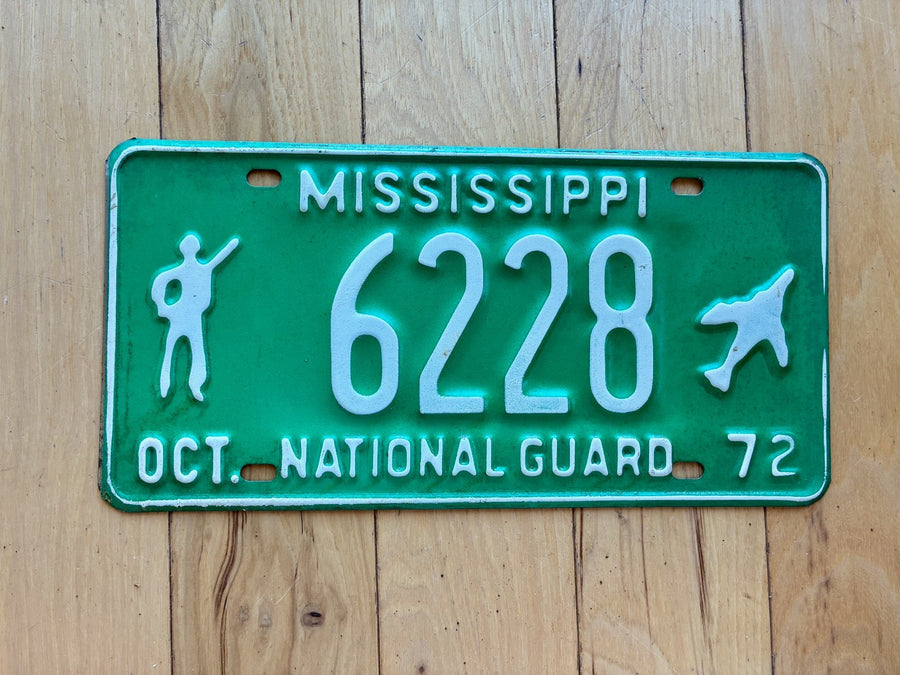 MISSISSIPPI
6228
OCT. NATIONAL GUARD 72